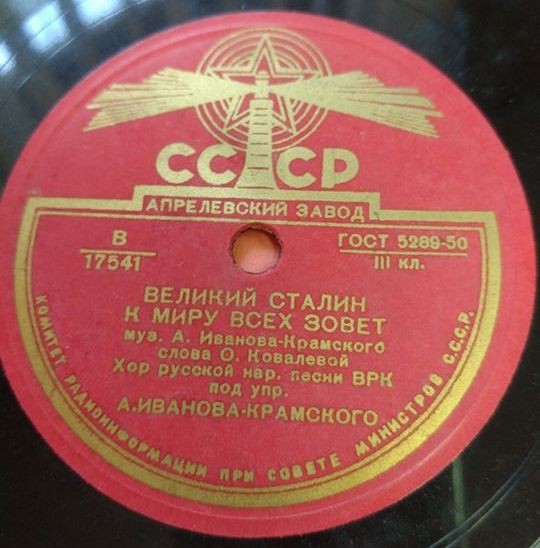 СССР
АПРЕЛЕВСКИЙ ЗАВОД
В
17541
ГОСТ 5289-50
III кл.
ВЕЛИКИЙ СТАЛИН
К МИРУ ВСЕХ ЗОВЕТ
муз. А. Иванова-Крамского
слова О. Ковалевой
Хор русской нар. песни ВРК
под упр.
А.ИВАНОВА-КРАМСКОГО
КОМИТЕТ РАДИОИНФОРМАЦИИ ПРИ СОВЕТЕ МИНИСТРОВ С.С.С.Р.